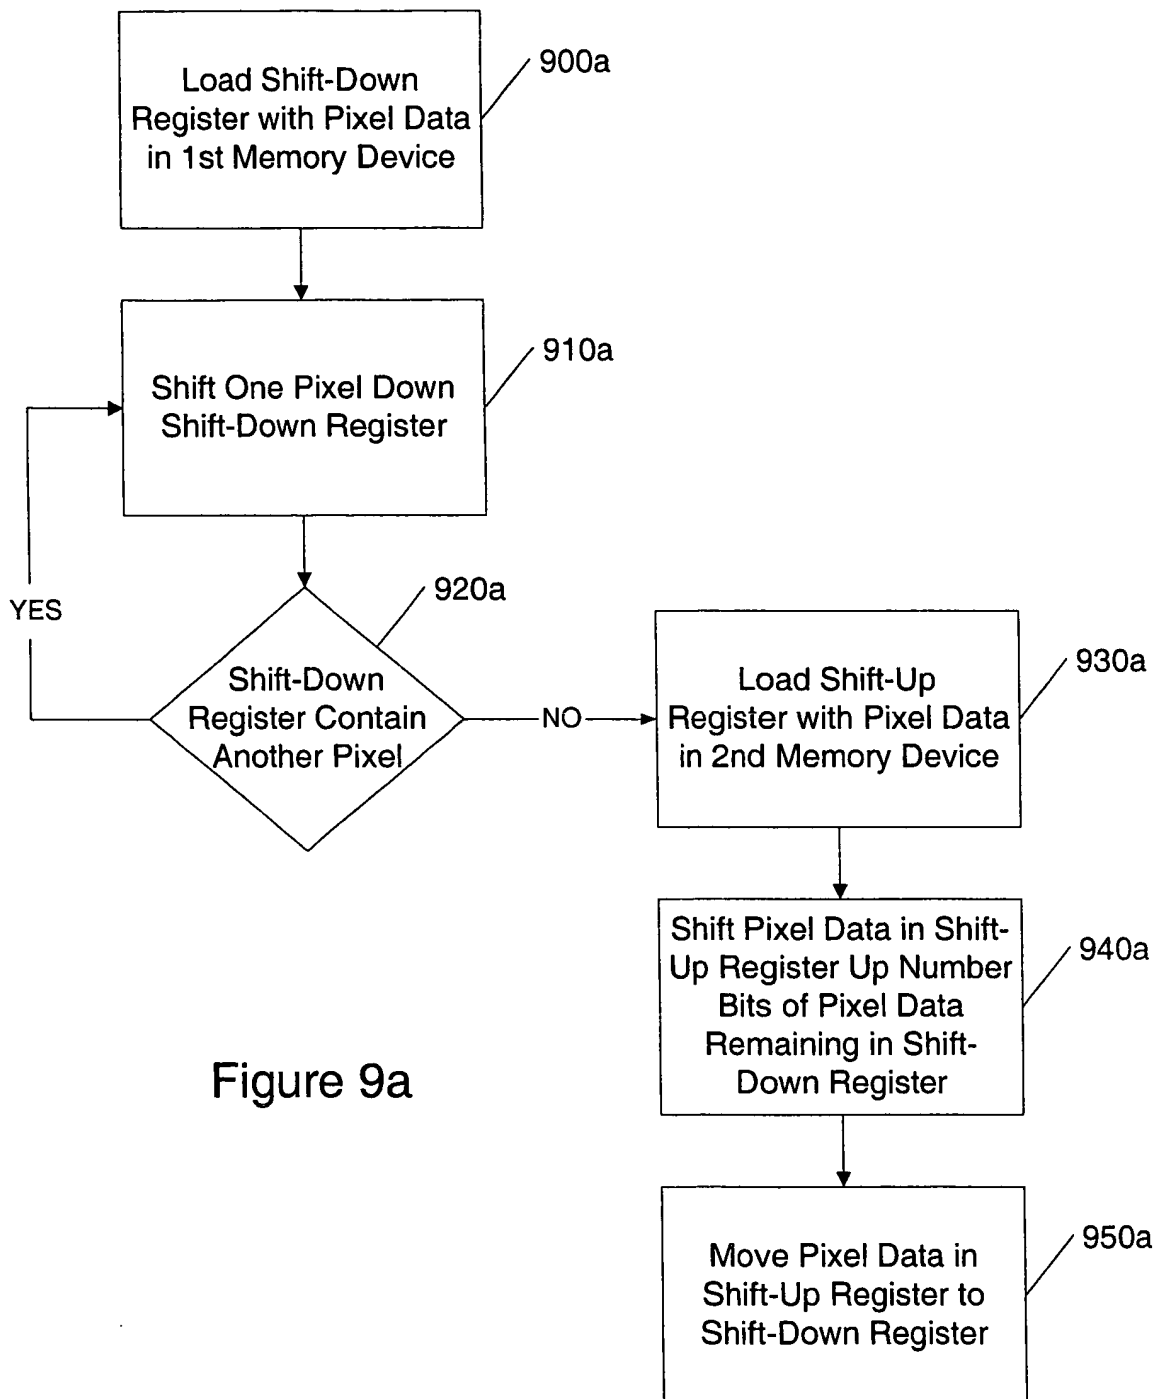 Load Shift-Down
Register with Pixel Data
in 1st Memory Device
900a
Shift One Pixel Down
Shift-Down Register
910a
YES
920a
Shift-Down
Register Contain
Another Pixel
NO
Load Shift-Up
Register with Pixel Data
in 2nd Memory Device
930a
Shift Pixel Data in Shift-
Up Register Up Number
Bits of Pixel Data
Remaining in Shift-
Down Register
940a
Move Pixel Data in
Shift-Up Register to
Shift-Down Register
950a
Figure 9a